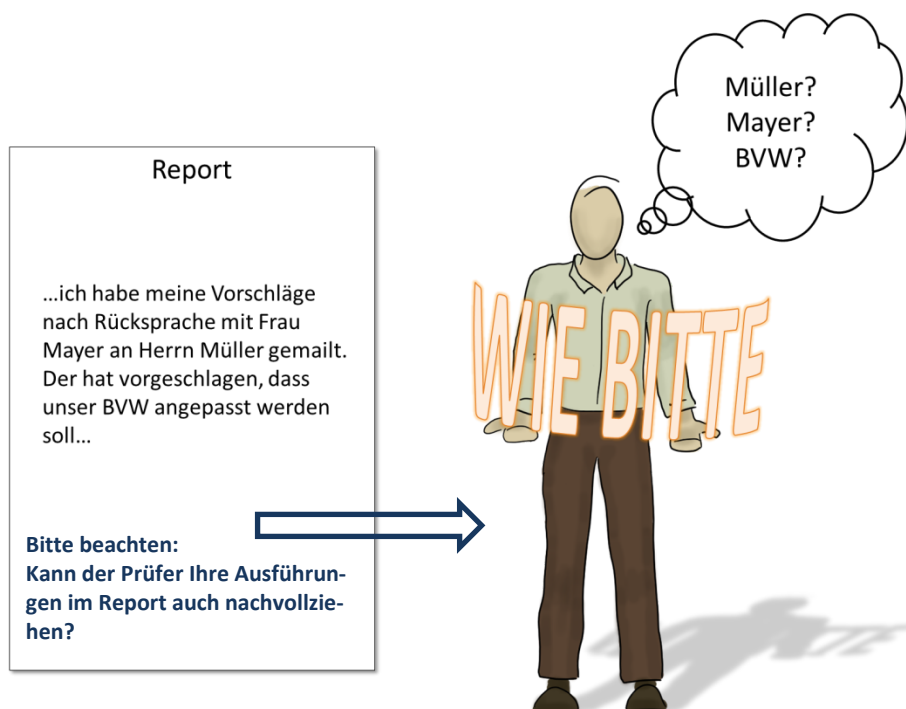 Report
...ich habe meine Vorschläge
nach Rücksprache mit Frau
Mayer an Herrn Müller gemailt.
Der hat vorgeschlagen, dass
unser BVW angepasst werden
soll...
Bitte beachten:
Kann der Prüfer Ihre Ausführun-
gen im Report auch nachvollzie-
hen?
Müller?
Mayer?
BVW?
WIE BITTE